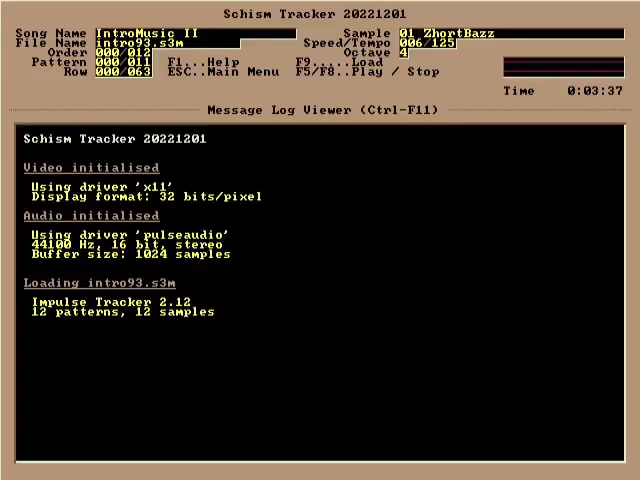 Schism Tracker 20221201
Song Name IntroMusic II Sample 01 ZhortBazz
File Name intro93.s3m Speed/Tempo 006/125
Order 000/012 Octave 4
Pattern 000/011 F1...Help F9.....Load
Row 000/063 ESC..Main Menu F5/F8..Play / Stop
Time 0:03:37
Message Log Viewer (Ctrl-F11)
Schism Tracker 20221201
Video initialised
Using driver 'x11'
Display format: 32 bits/pixel
Audio initialised
Using driver 'pulseaudio'
44100 Hz, 16 bit, stereo
Buffer size: 1024 samples
Loading intro93.s3m
Impulse Tracker 2.12
12 patterns, 12 samples